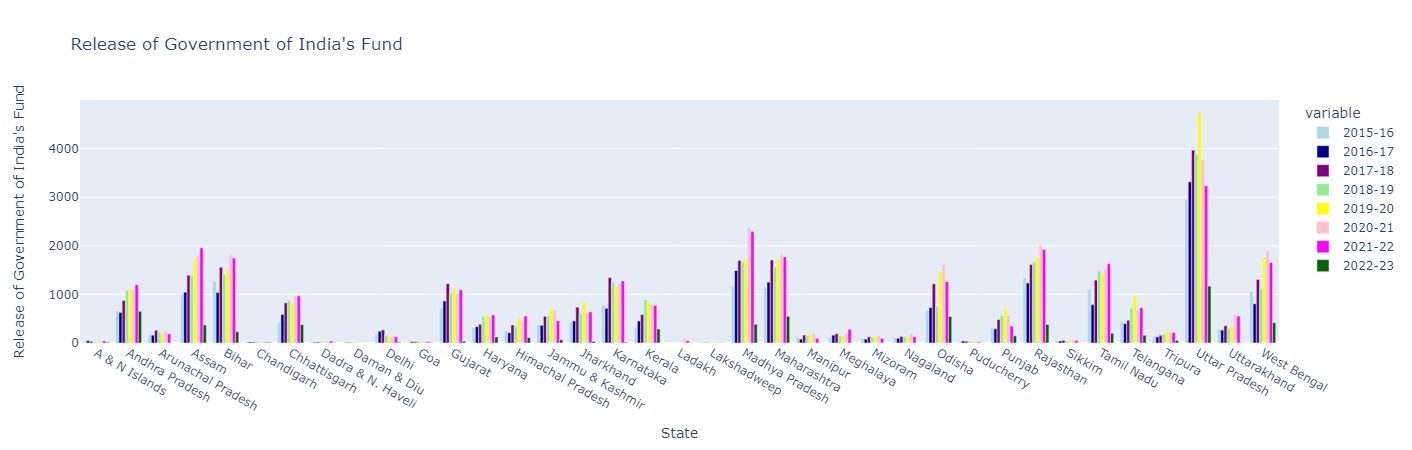 Release of Government of India's Fund
Release of Government of India's Fund
4000
3000
2000
1000
0
A & N Islands
Andhra Pradesh
Arunachal Pradesh
Assam
Bihar
Chandigarh
Chhattisgarh
Dadra & N. Haveli
Daman & Diu
Delhi
Goa
Gujarat
Haryana
Himachal Pradesh
Jammu & Kashmir
Jharkhand
Karnataka
Kerala
Ladakh
Lakshadweep
Madhya Pradesh
Maharashtra
Manipur
Meghalaya
Mizoram
Nagaland
Odisha
Puducherry
Punjab
Rajasthan
Sikkim
Tamil Nadu
Telangana
Tripura
Uttar Pradesh
Uttarakhand
West Bengal
State
variable
2015-16
2016-17
2017-18
2018-19
2019-20
2020-21
2021-22
2022-23